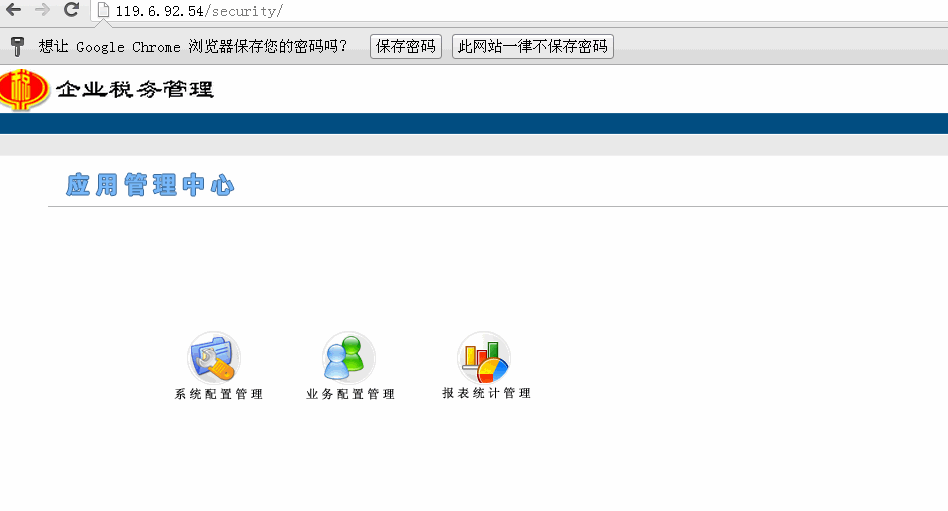 119.6.92.54/security/
想让 Google Chrome 浏览器保存您的密码吗？ 保存密码 此网站一律不保存密码
税 企业税务管理
应用管理中心
系统配置管理 业务配置管理 报表统计管理